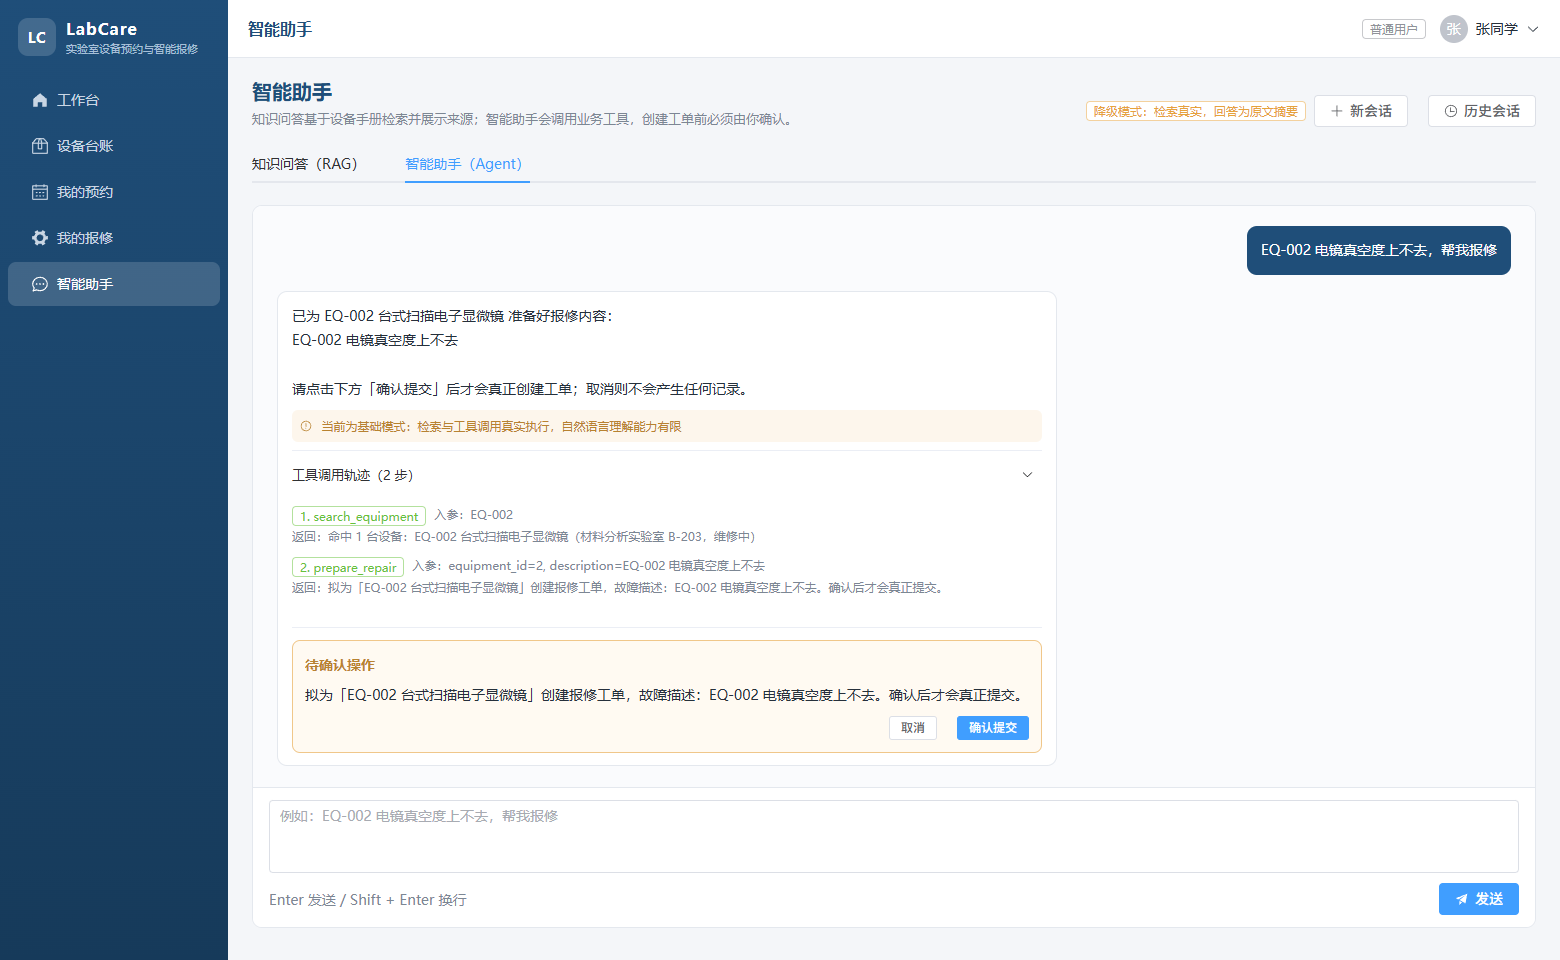 LC
LabCare
实验室设备预约与智能报修
工作台
设备台账
我的预约
我的报修
智能助手
智能助手
普通用户
张
张同学
智能助手
知识问答基于设备手册检索并展示来源；智能助手会调用业务工具，创建工单前必须由你确认。
降级模式：检索真实，回答为原文摘要
新会话
历史会话
知识问答（RAG）
智能助手（Agent）
EQ-002 电镜真空度上不去，帮我报修
已为 EQ-002 台式扫描电子显微镜 准备好报修内容：
EQ-002 电镜真空度上不去
请点击下方「确认提交」后才会真正创建工单；取消则不会产生任何记录。
当前为基础模式：检索与工具调用真实执行，自然语言理解能力有限
工具调用轨迹（2 步）
1. search_equipment 入参：EQ-002
返回：命中 1 台设备：EQ-002 台式扫描电子显微镜（材料分析实验室 B-203，维修中）
2. prepare_repair 入参：equipment_id=2, description=EQ-002 电镜真空度上不去
返回：拟为「EQ-002 台式扫描电子显微镜」创建报修工单，故障描述：EQ-002 电镜真空度上不去。确认后才会真正提交。
待确认操作
拟为「EQ-002 台式扫描电子显微镜」创建报修工单，故障描述：EQ-002 电镜真空度上不去。确认后才会真正提交。
取消
确认提交
例如：EQ-002 电镜真空度上不去，帮我报修
Enter 发送 / Shift + Enter 换行
发送